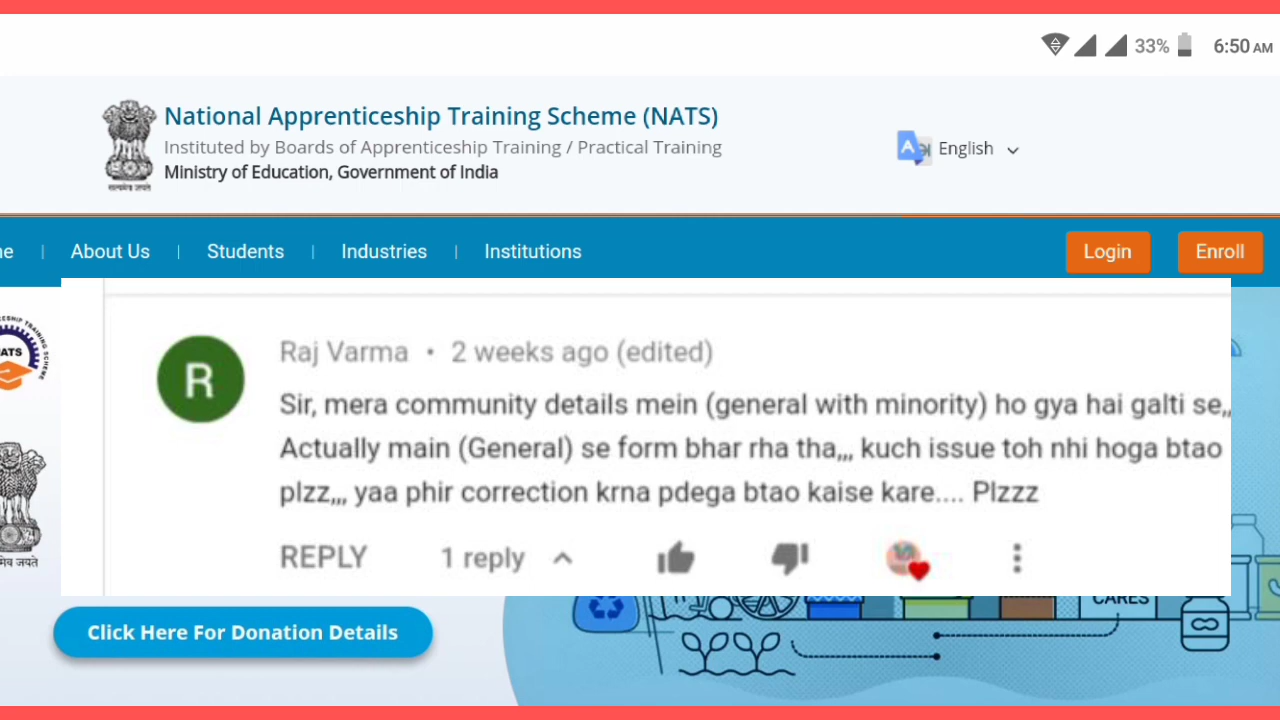 33% 6:50 AM
National Apprenticeship Training Scheme (NATS)
Instituted by Boards of Apprenticeship Training / Practical Training
Ministry of Education, Government of India
सत्यमेव जयते
English
About Us | Students | Industries | Institutions
Login Enroll
R
Raj Varma • 2 weeks ago (edited)
Sir, mera community details mein (general with minority) ho gya hai galti se,,
Actually main (General) se form bhar rha tha,,, kuch issue toh nhi hoga btao
plzz,,, yaa phir correction krna pdega btao kaise kare.... Plzzz
REPLY 1 reply
CARES
Click Here For Donation Details